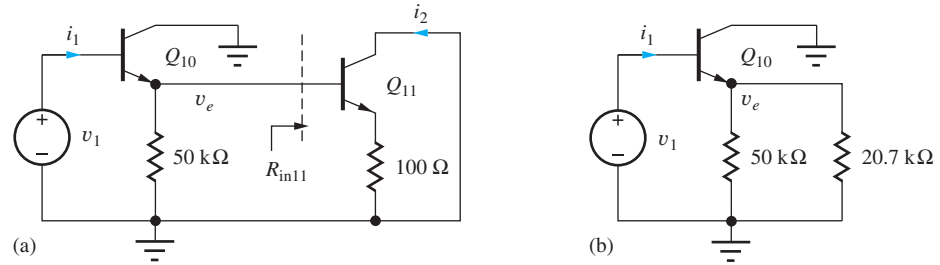 i1
Q10
ve
v1
+
–
50 kΩ
Rin11
Q11
i2
100 Ω
(a)
i1
Q10
ve
v1
+
–
50 kΩ
20.7 kΩ
(b)